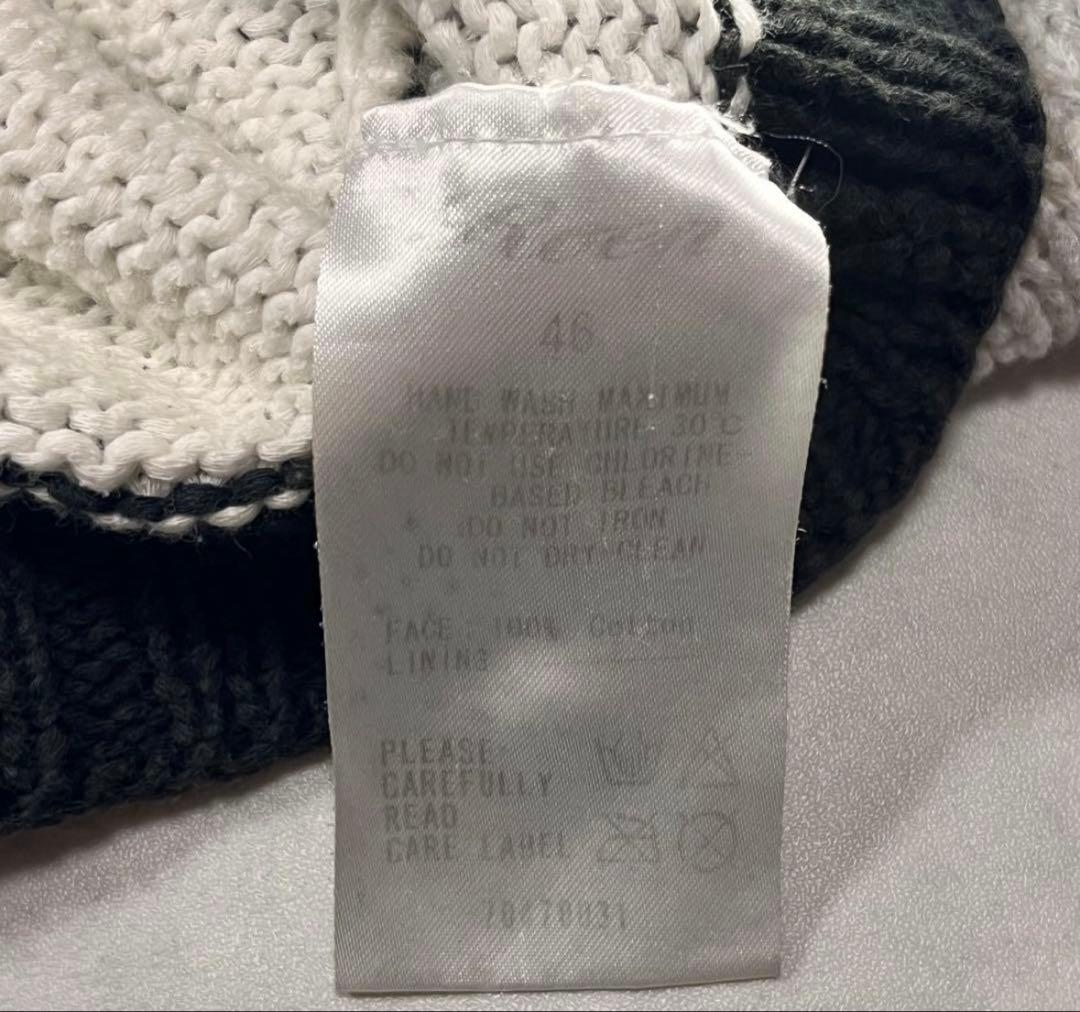 46
HAND WASH MAXIMUM
TEMPERATURE 30°C
DO NOT USE CHLORINE-
BASED BLEACH
DO NOT IRON
DO NOT DRY-CLEAN
FACE : 100% Cotton
LINING
PLEASE
CAREFULLY
READ
CARE LABEL